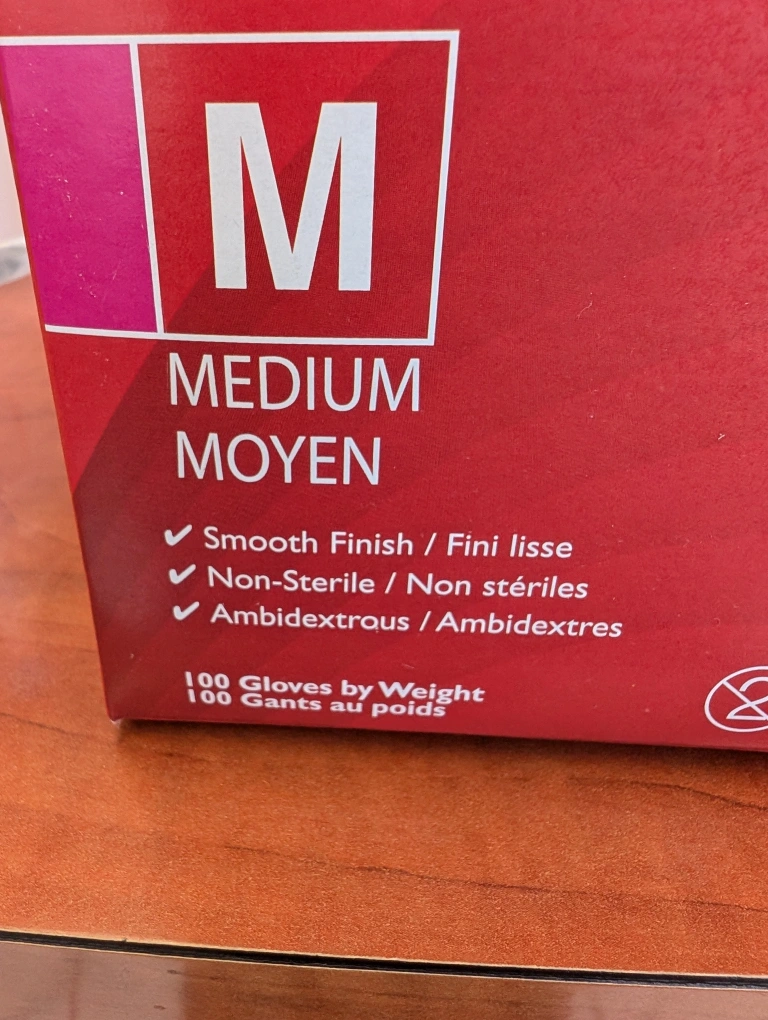 M
MEDIUM
MOYEN
✔ Smooth Finish / Fini lisse
✔ Non-Sterile / Non stériles
✔ Ambidextrous / Ambidextres
100 Gloves by Weight
100 Gants au poids
2